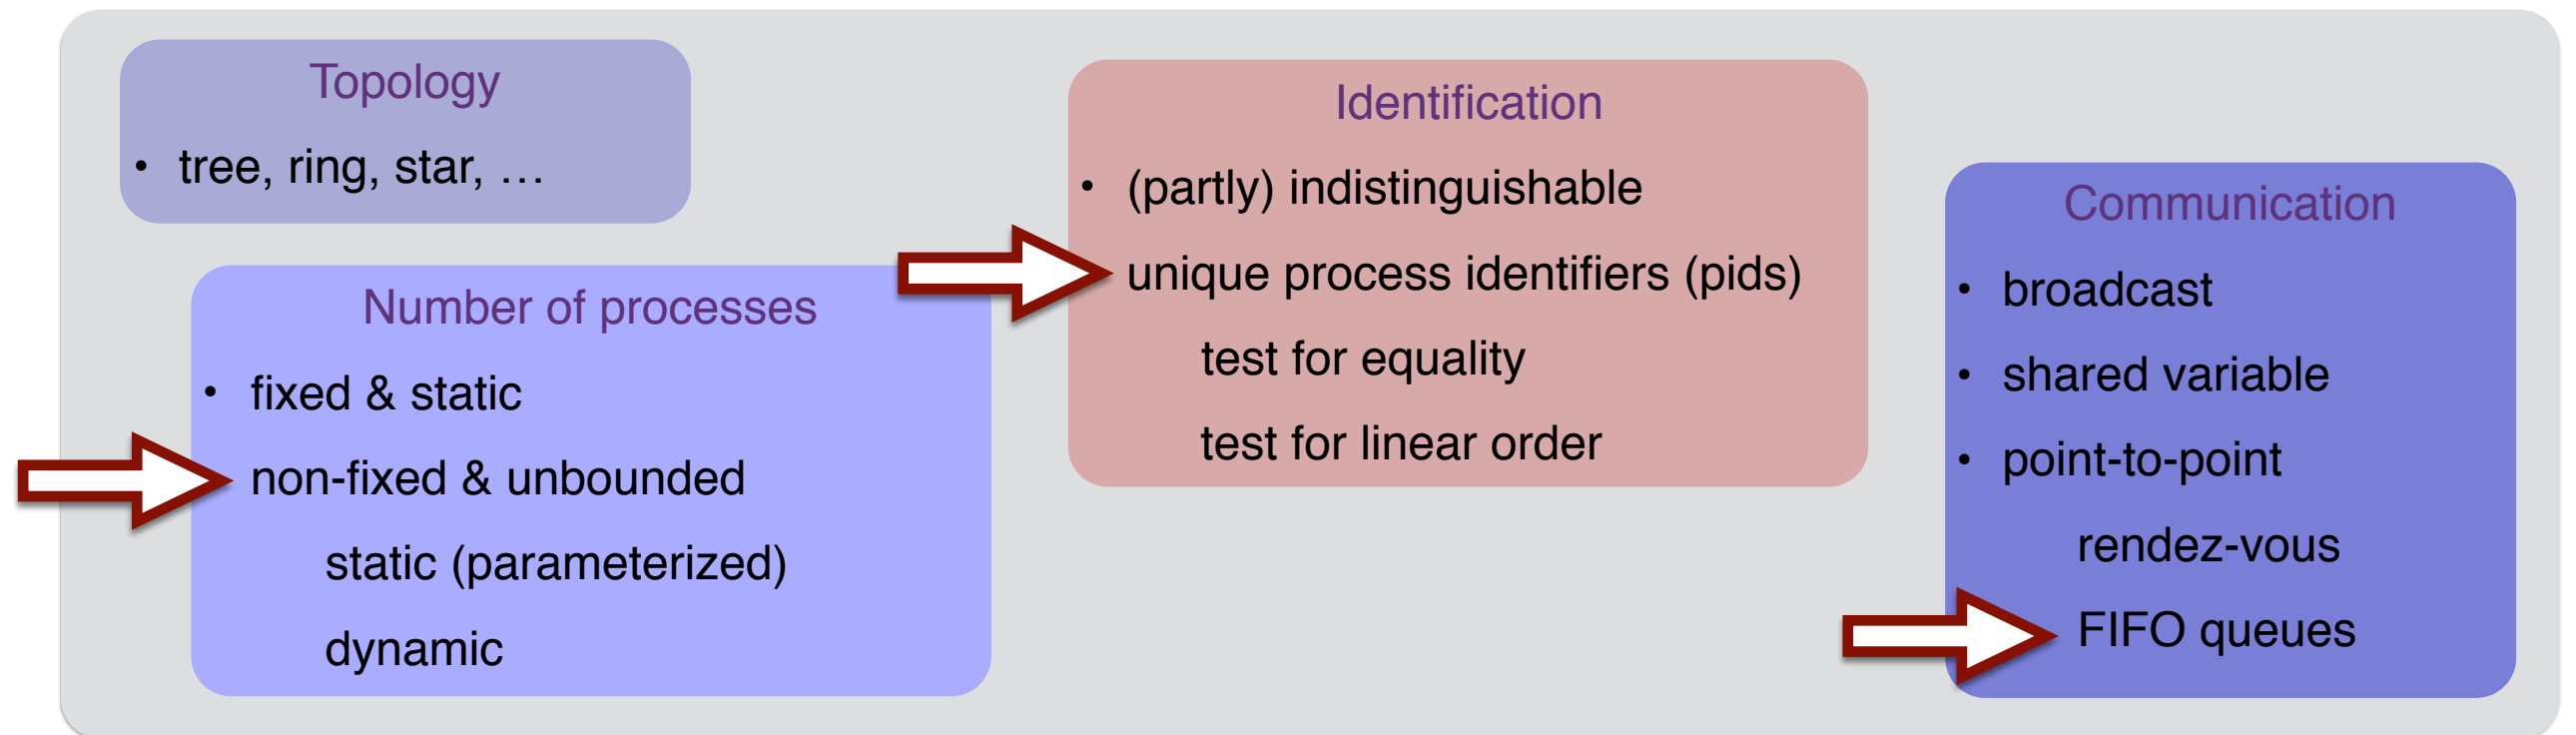 Topology
• tree, ring, star, …
Number of processes
• fixed & static
non-fixed & unbounded
static (parameterized)
dynamic
Identification
• (partly) indistinguishable
unique process identifiers (pids)
test for equality
test for linear order
Communication
• broadcast
• shared variable
• point-to-point
rendez-vous
FIFO queues